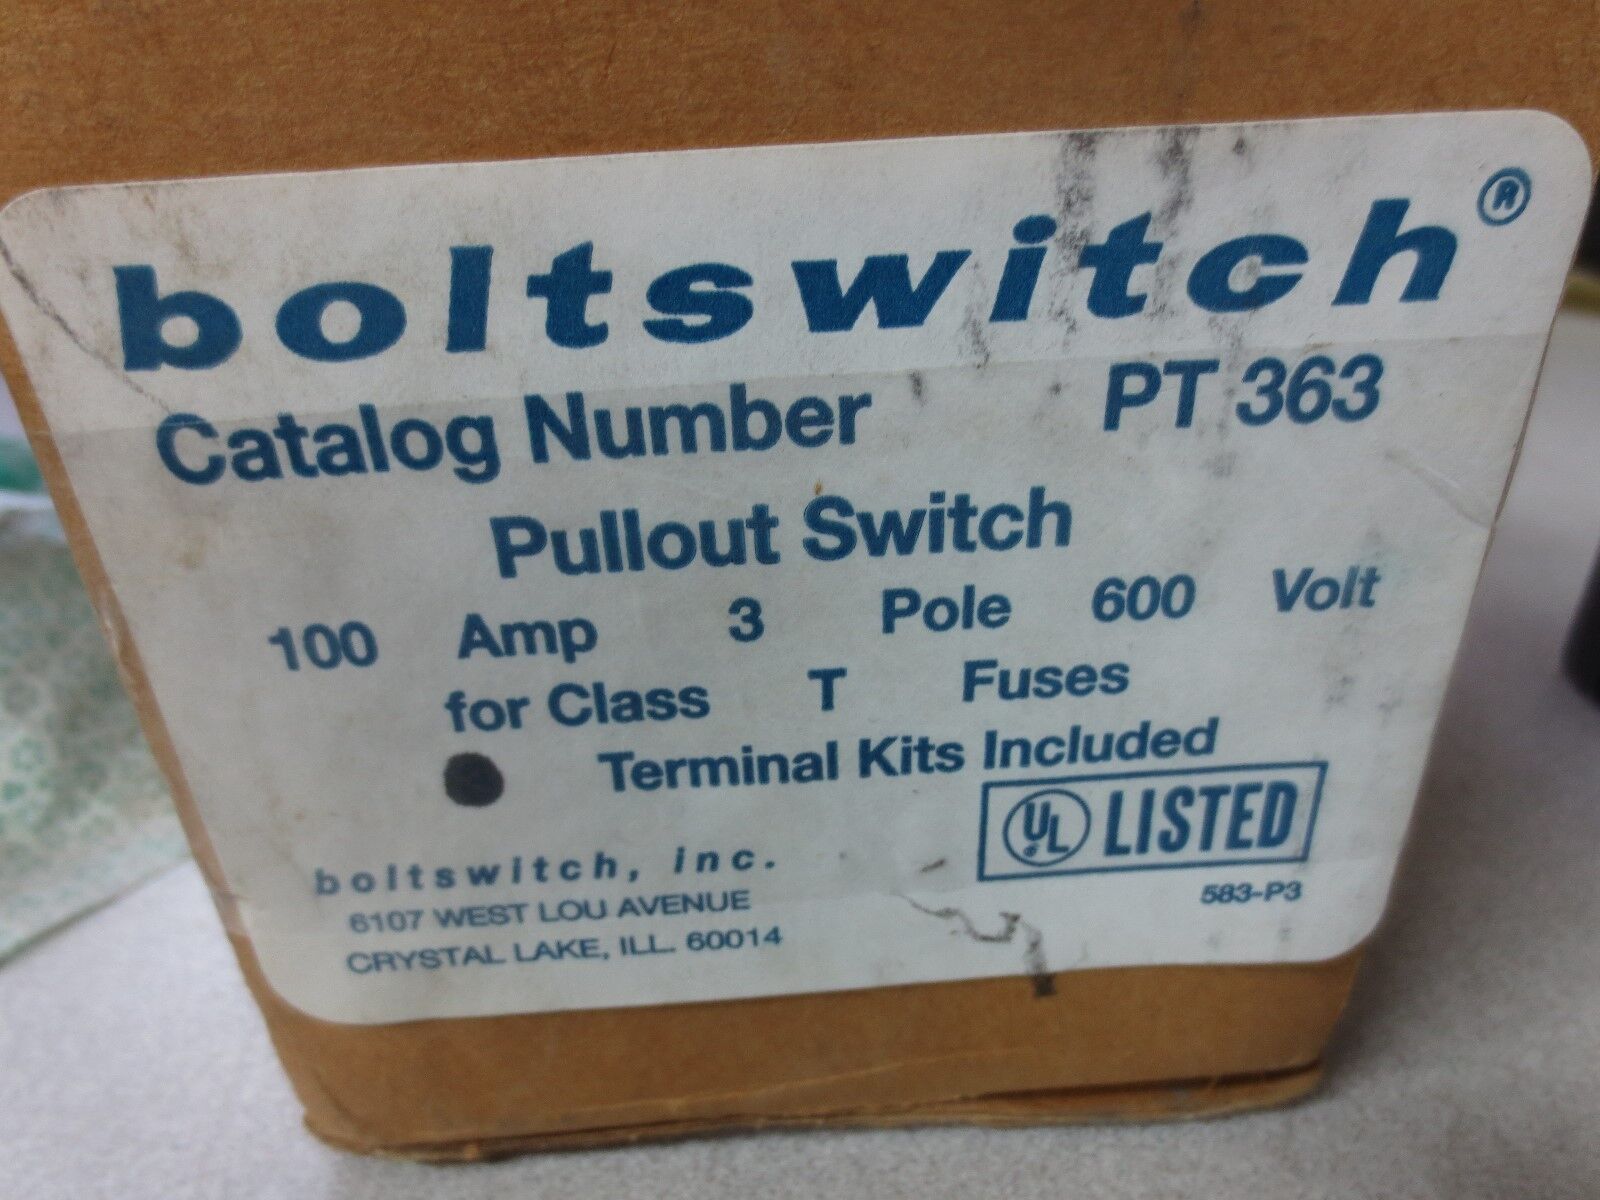 boltswitch®
Catalog Number PT 363
Pullout Switch
100 Amp 3 Pole 600 Volt
for Class T Fuses
Terminal Kits Included
UL LISTED
boltswitch, inc.
6107 WEST LOU AVENUE
CRYSTAL LAKE, ILL. 60014
583-P3